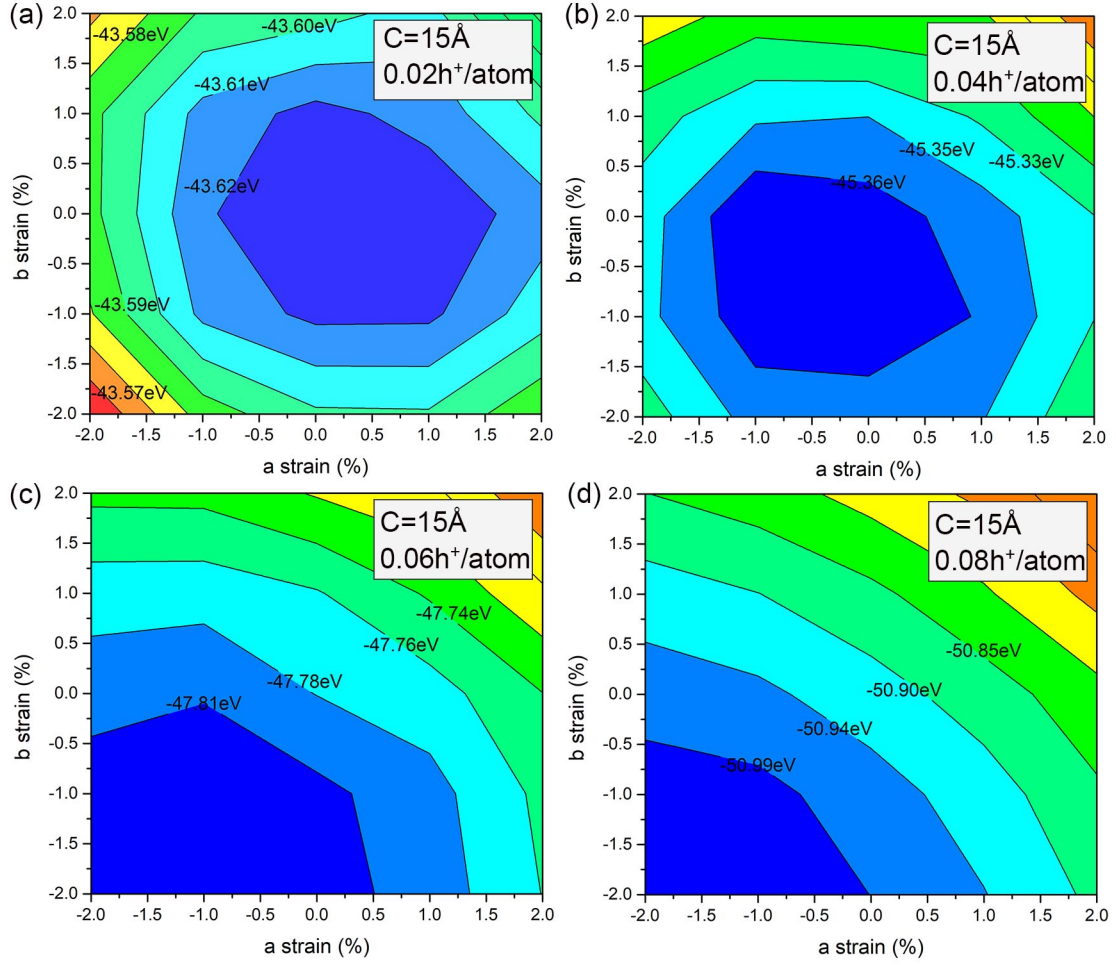 (a)
C=15Å
0.02h⁺/atom
-43.58eV
-43.60eV
-43.61eV
-43.62eV
-43.59eV
-43.57eV
2.0
1.5
1.0
0.5
0.0
-0.5
-1.0
-1.5
-2.0
b strain (%)
-2.0 -1.5 -1.0 -0.5 0.0 0.5 1.0 1.5 2.0
a strain (%)
(b)
C=15Å
0.04h⁺/atom
-45.35eV
-45.33eV
-45.36eV
2.0
1.5
1.0
0.5
0.0
-0.5
-1.0
-1.5
-2.0
b strain (%)
-2.0 -1.5 -1.0 -0.5 0.0 0.5 1.0 1.5 2.0
a strain (%)
(c)
C=15Å
0.06h⁺/atom
-47.74eV
-47.76eV
-47.78eV
-47.81eV
2.0
1.5
1.0
0.5
0.0
-0.5
-1.0
-1.5
-2.0
b strain (%)
-2.0 -1.5 -1.0 -0.5 0.0 0.5 1.0 1.5 2.0
a strain (%)
(d)
C=15Å
0.08h⁺/atom
-50.85eV
-50.90eV
-50.94eV
-50.99eV
2.0
1.5
1.0
0.5
0.0
-0.5
-1.0
-1.5
-2.0
b strain (%)
-2.0 -1.5 -1.0 -0.5 0.0 0.5 1.0 1.5 2.0
a strain (%)